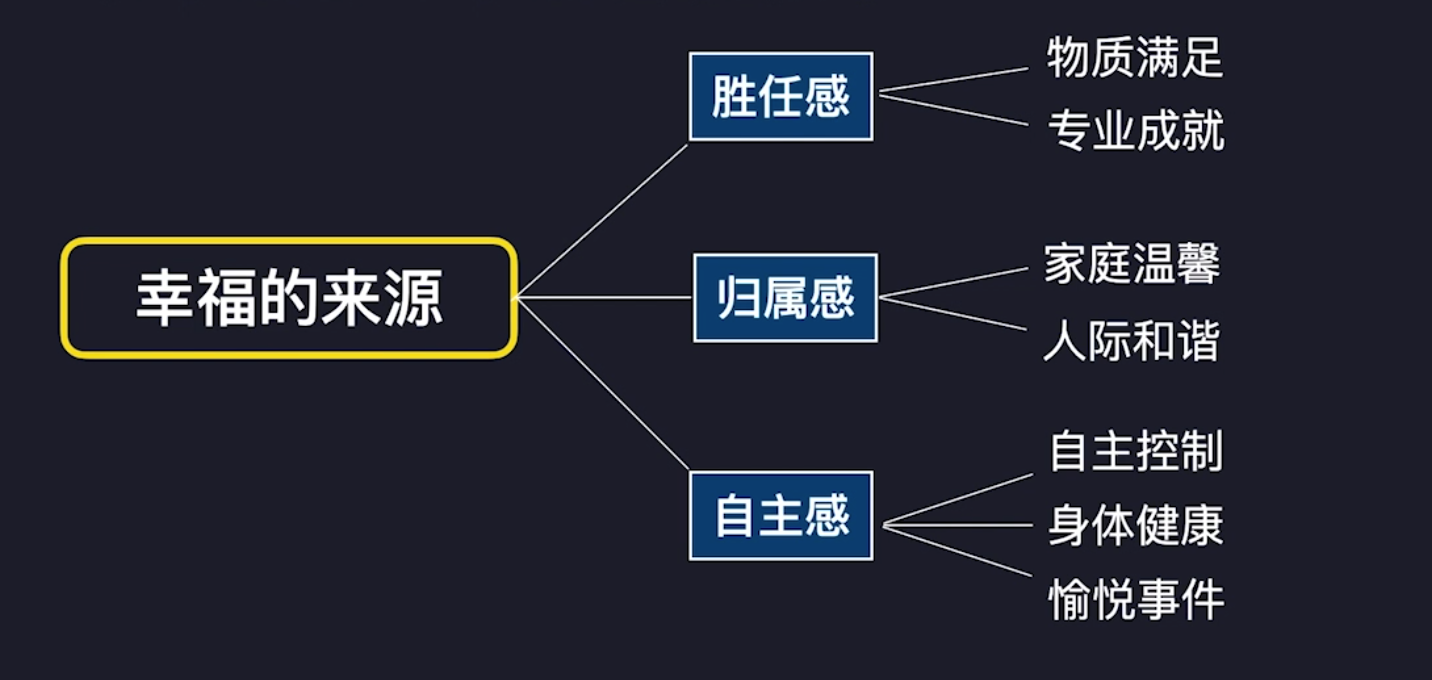 幸福的来源
胜任感
物质满足
专业成就
归属感
家庭温馨
人际和谐
自主感
自主控制
身体健康
愉悦事件